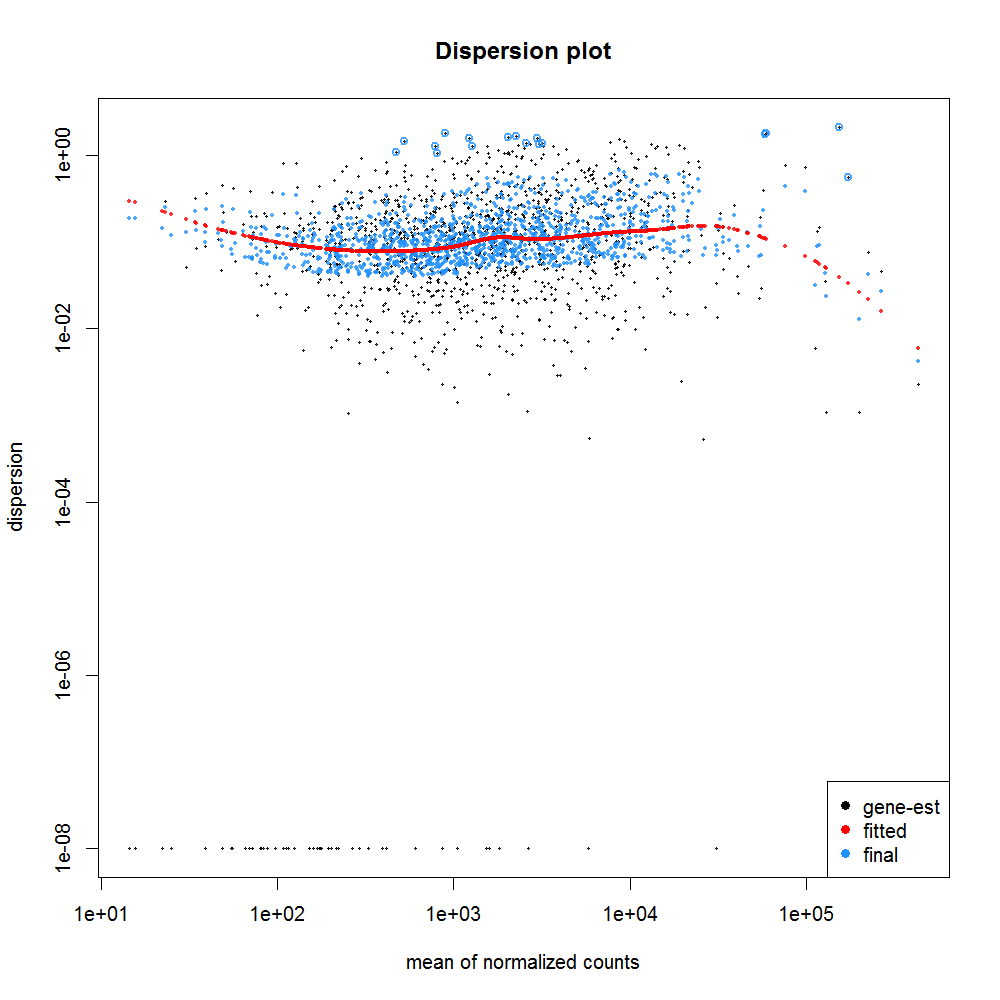 Dispersion plot
dispersion
1e+00
1e-02
1e-04
1e-06
1e-08
gene-est
fitted
final
1e+01 1e+02 1e+03 1e+04 1e+05
mean of normalized counts